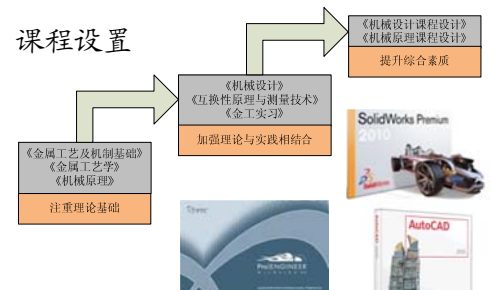 课程设置
《机械设计课程设计》
《机械原理课程设计》
提升综合素质
《机械设计》
《互换性原理与测量技术》
《金工实习》
加强理论与实践相结合
《金属工艺及机制基础》
《金属工艺学》
《机械原理》
注重理论基础
SolidWorks Premium
2010
SolidWorks
Pro/ENGINEER
AutoCAD